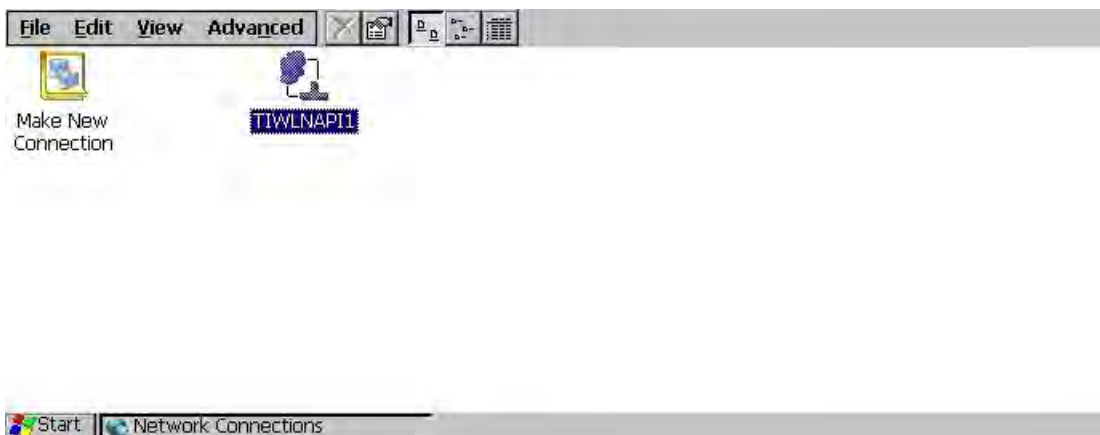 File Edit View Advanced
Make New
Connection
TIWLNAPI1
Start Network Connections